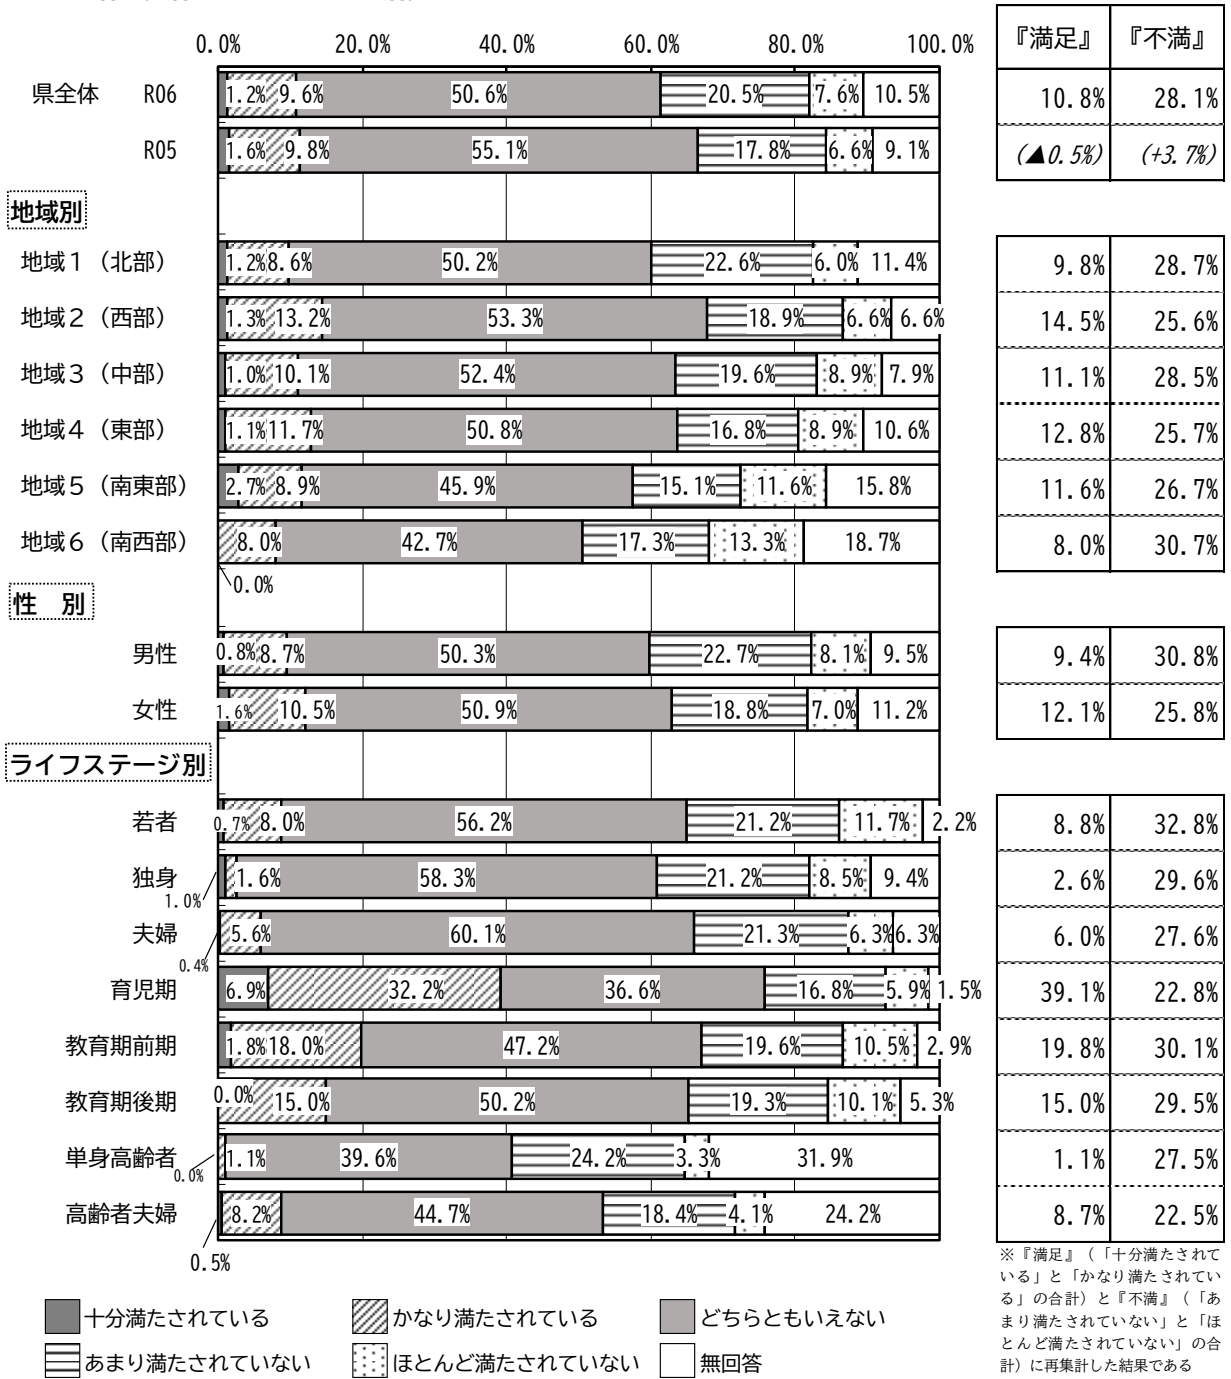 0.0% 20.0% 40.0% 60.0% 80.0% 100.0% 『満足』 『不満』
県全体 R06 1.2% 9.6% 50.6% 20.5% 7.6% 10.5% 10.8% 28.1%
R05 1.6% 9.8% 55.1% 17.8% 6.6% 9.1% (▲0.5%) (+3.7%)
地域別
地域1（北部） 1.2% 8.6% 50.2% 22.6% 6.0% 11.4% 9.8% 28.7%
地域2（西部） 1.3% 13.2% 53.3% 18.9% 6.6% 6.6% 14.5% 25.6%
地域3（中部） 1.0% 10.1% 52.4% 19.6% 8.9% 7.9% 11.1% 28.5%
地域4（東部） 1.1% 11.7% 50.8% 16.8% 8.9% 10.6% 12.8% 25.7%
地域5（南東部） 2.7% 8.9% 45.9% 15.1% 11.6% 15.8% 11.6% 26.7%
地域6（南西部） 8.0% 42.7% 17.3% 13.3% 18.7% 8.0% 30.7%
0.0%
性 別
男性 0.8% 8.7% 50.3% 22.7% 8.1% 9.5% 9.4% 30.8%
女性 1.6% 10.5% 50.9% 18.8% 7.0% 11.2% 12.1% 25.8%
ライフステージ別
若者 0.7% 8.0% 56.2% 21.2% 11.7% 2.2% 8.8% 32.8%
独身 1.6% 58.3% 21.2% 8.5% 9.4% 2.6% 29.6%
1.0%
夫婦 5.6% 60.1% 21.3% 6.3% 6.3% 6.0% 27.6%
0.4%
育児期 6.9% 32.2% 36.6% 16.8% 5.9% 1.5% 39.1% 22.8%
教育期前期 1.8% 18.0% 47.2% 19.6% 10.5% 2.9% 19.8% 30.1%
教育期後期 0.0% 15.0% 50.2% 19.3% 10.1% 5.3% 15.0% 29.5%
単身高齢者 0.0% 1.1% 39.6% 24.2% 3.3% 31.9% 1.1% 27.5%
高齢者夫婦 8.2% 44.7% 18.4% 4.1% 24.2% 8.7% 22.5%
0.5%
十分満たされている かなり満たされている どちらともいえない
あまり満たされていない ほとんど満たされていない 無回答
※『満足』（「十分満たされて
いる」と「かなり満たされてい
る」の合計）と『不満』（「あ
まり満たされていない」と「ほ
とんど満たされていない」の合
計）に再集計した結果である